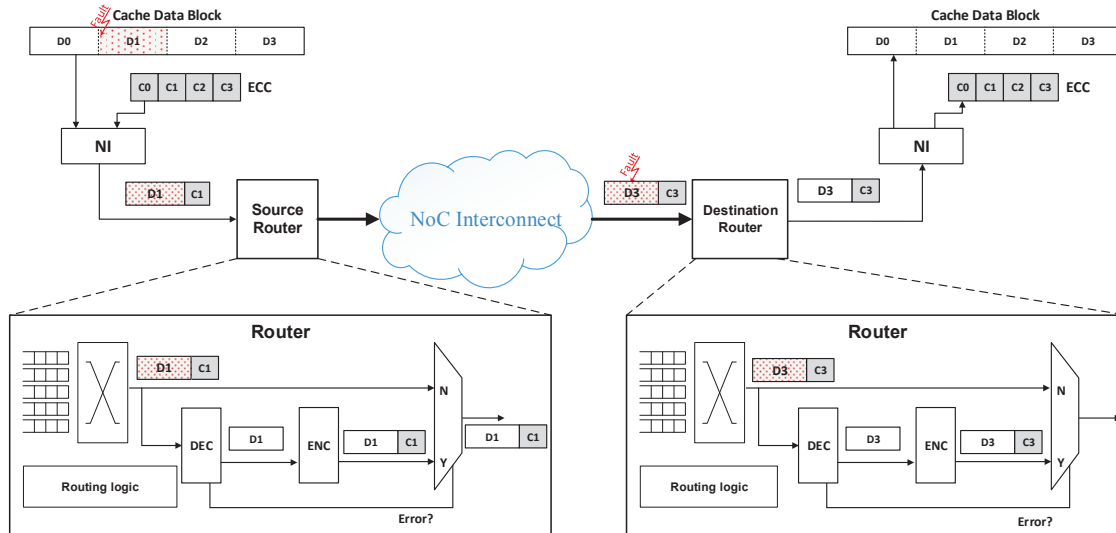 Cache Data Block
Fault
D0 D1 D2 D3
C0 C1 C2 C3 ECC
NI
D1 C1
Source
Router
NoC Interconnect
Fault
D3 C3
Destination
Router
D3 C3
Cache Data Block
D0 D1 D2 D3
C0 C1 C2 C3 ECC
NI
Router
D1 C1
N
DEC
D1
ENC
D1 C1
Y
D1 C1
Routing logic
Error?
Router
D3 C3
N
DEC
D3
ENC
D3 C3
Y
Routing logic
Error?